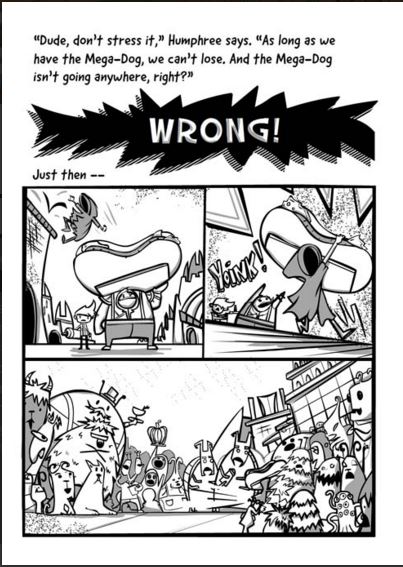 “Dude, don’t stress it,” Humphree says. “As long as we
have the Mega-Dog, we can’t lose. And the Mega-Dog
isn’t going anywhere, right?”
WRONG!
Just then --
YOINK!